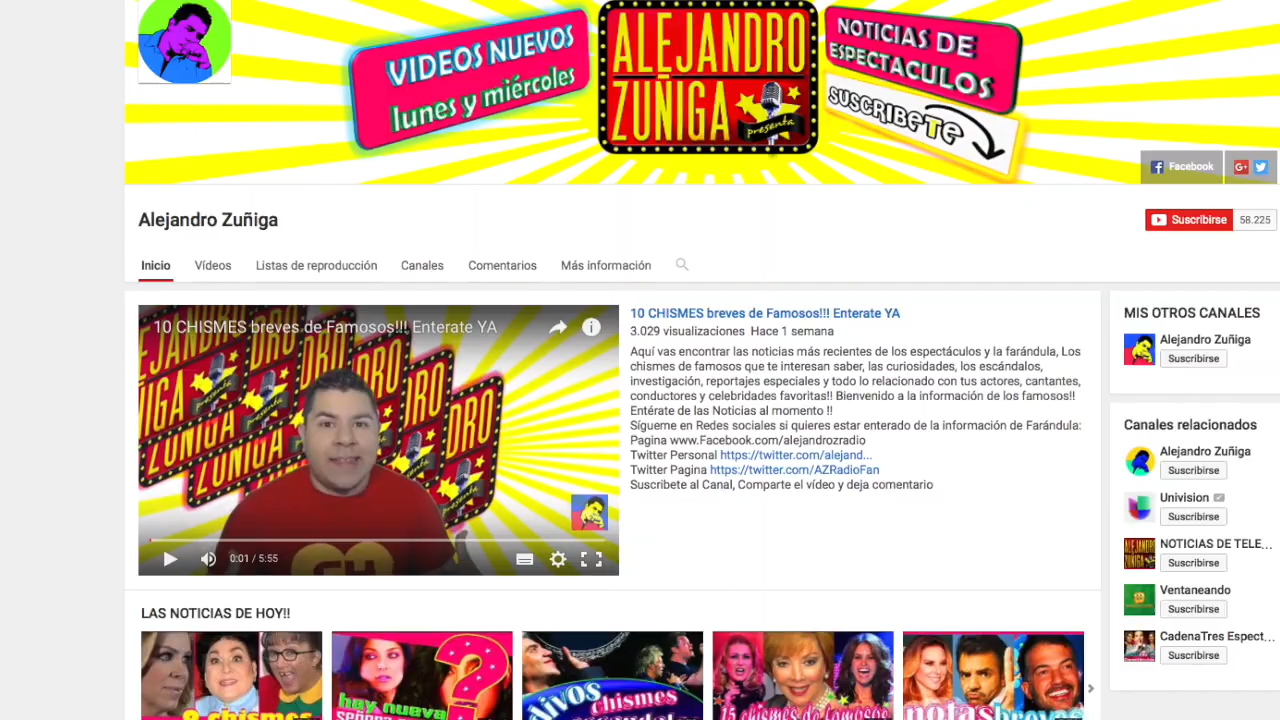 VIDEOS NUEVOS
lunes y miércoles
ALEJANDRO
ZUÑIGA
presenta
NOTICIAS DE
ESPECTACULOS
SUSCRIBETE
Facebook
Alejandro Zuñiga
Suscribirse 58.225
Inicio Vídeos Listas de reproducción Canales Comentarios Más información
10 CHISMES breves de Famosos!!! Enterate YA
0:01 / 5:55
10 CHISMES breves de Famosos!!! Enterate YA
3.029 visualizaciones Hace 1 semana
Aquí vas encontrar las noticias más recientes de los espectáculos y la farándula, Los
chismes de famosos que te interesan saber, las curiosidades, los escándalos,
investigación, reportajes especiales y todo lo relacionado con tus actores, cantantes,
conductores y celebridades favoritas!! Bienvenido a la información de los famosos!!
Entérate de las Noticias al momento !!
Sígueme en Redes sociales si quieres estar enterado de la información de Farándula:
Pagina www.Facebook.com/alejandrozradio
Twitter Personal https://twitter.com/alejand...
Twitter Pagina https://twitter.com/AZRadioFan
Suscribete al Canal, Comparte el vídeo y deja comentario
MIS OTROS CANALES
Alejandro Zuñiga
Suscribirse
Canales relacionados
Alejandro Zuñiga
Suscribirse
Univision
Suscribirse
NOTICIAS DE TELE...
Suscribirse
Ventaneando
Suscribirse
CadenaTres Espect...
Suscribirse
LAS NOTICIAS DE HOY!!
9 chismes
hay nueva
señora
?
chismes
15 chismes de famosos
notas breves